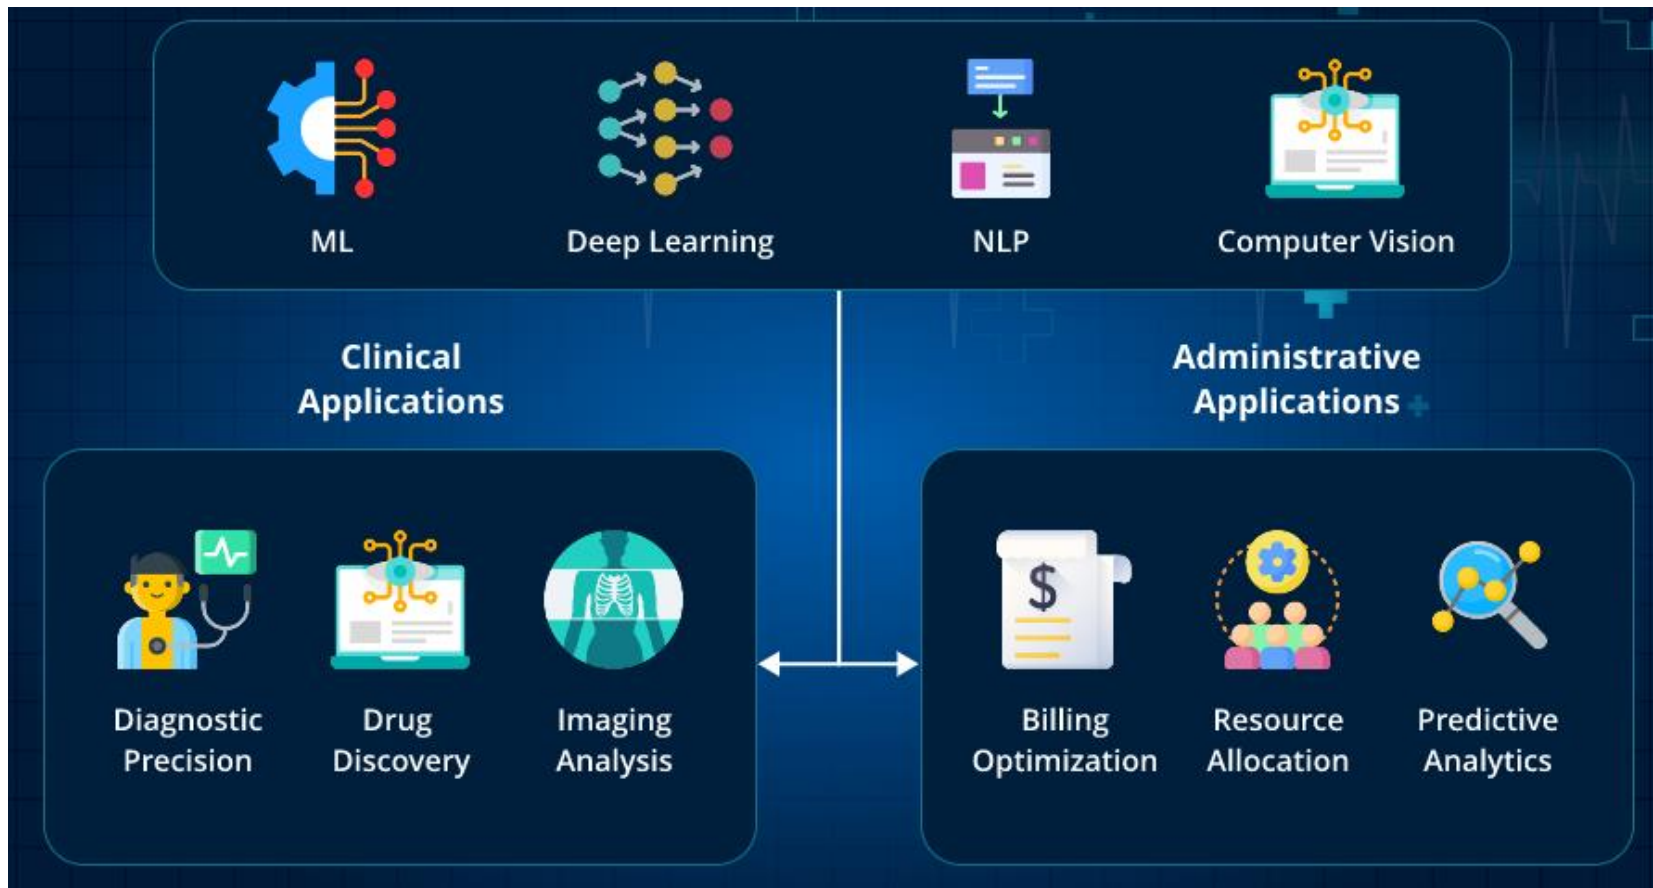 ML
Deep Learning
NLP
Computer Vision
Clinical
Applications
Administrative
Applications
Diagnostic
Precision
Drug
Discovery
Imaging
Analysis
$
Billing
Optimization
Resource
Allocation
Predictive
Analytics